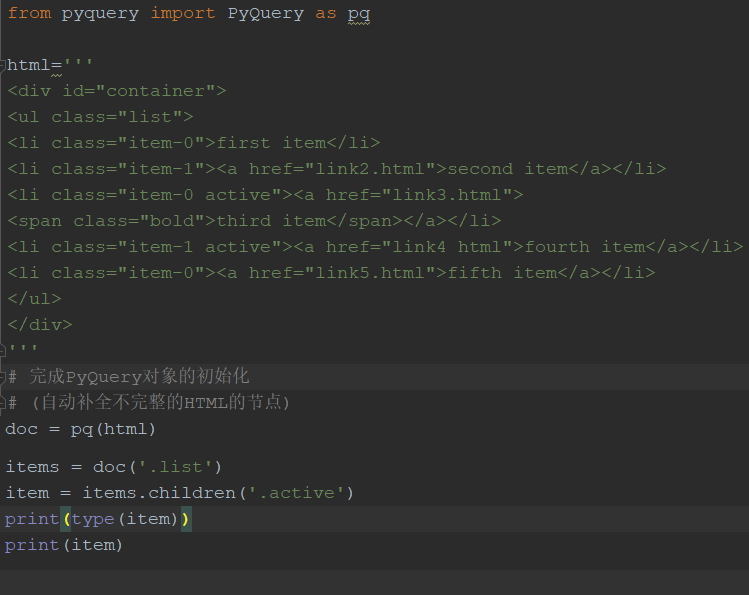 from pyquery import PyQuery as pq
html='''
<div id="container">
<ul class="list">
<li class="item-0">first item</li>
<li class="item-1"><a href="link2.html">second item</a></li>
<li class="item-0 active"><a href="link3.html">
<span class="bold">third item</span></a></li>
<li class="item-1 active"><a href="link4 html">fourth item</a></li>
<li class="item-0"><a href="link5.html">fifth item</a></li>
</ul>
</div>
'''
# 完成PyQuery对象的初始化
# (自动补全不完整的HTML的节点)
doc = pq(html)
items = doc('.list')
item = items.children('.active')
print(type(item))
print(item)